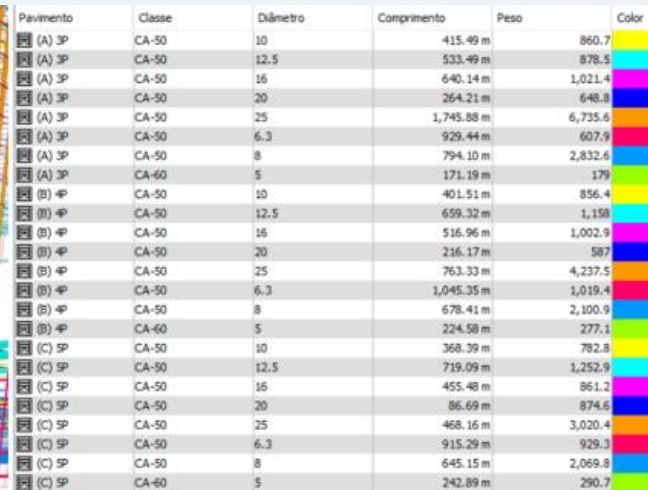 Pavimento Classe Diâmetro Comprimento Peso Color
(A) 3P CA-50 10 415.49 m 860.7
(A) 3P CA-50 12.5 533.49 m 878.5
(A) 3P CA-50 16 640.14 m 1,021.4
(A) 3P CA-50 20 264.21 m 648.8
(A) 3P CA-50 25 1,745.88 m 6,735.6
(A) 3P CA-50 6.3 929.44 m 607.9
(A) 3P CA-50 8 794.10 m 2,832.6
(A) 3P CA-60 5 171.19 m 179
(B) 4P CA-50 10 401.51 m 856.4
(B) 4P CA-50 12.5 659.32 m 1,158
(B) 4P CA-50 16 516.96 m 1,002.9
(B) 4P CA-50 20 216.17 m 587
(B) 4P CA-50 25 763.33 m 4,237.5
(B) 4P CA-50 6.3 1,045.35 m 1,019.4
(B) 4P CA-50 8 678.41 m 2,100.9
(B) 4P CA-60 5 224.58 m 277.1
(C) 5P CA-50 10 368.39 m 782.8
(C) 5P CA-50 12.5 719.09 m 1,252.9
(C) 5P CA-50 16 455.48 m 861.2
(C) 5P CA-50 20 86.69 m 874.6
(C) 5P CA-50 25 468.16 m 3,020.4
(C) 5P CA-50 6.3 915.29 m 929.3
(C) 5P CA-50 8 645.15 m 2,069.8
(C) 5P CA-60 5 242.89 m 290.7